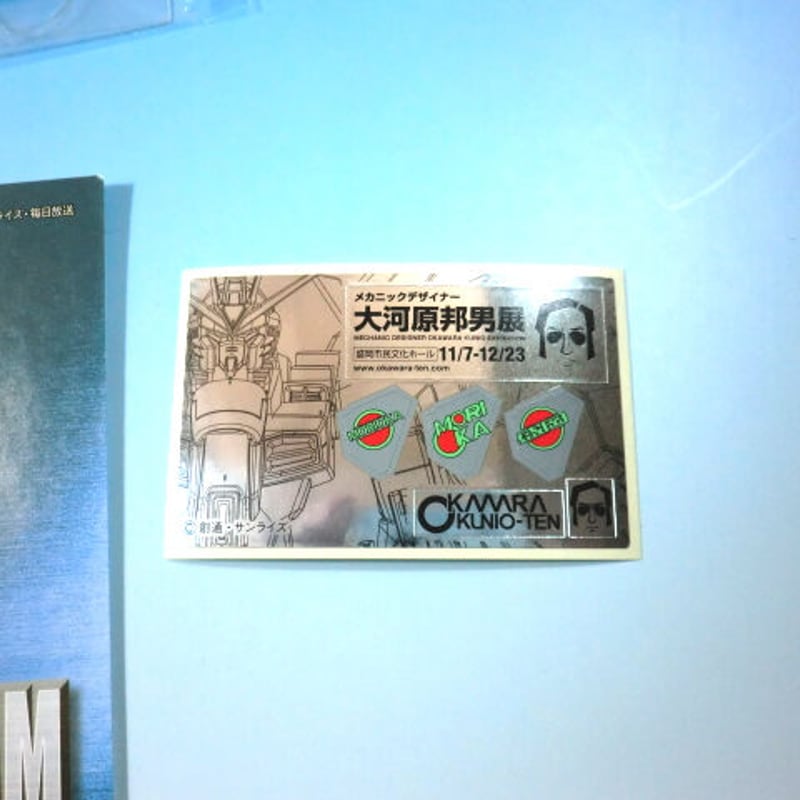 ライズ・毎日放送
メカニックデザイナー
大河原邦男展
MECHANIC DESIGNER OKAWARA KUNIO EXHIBITION
盛岡市民文化ホール 11/7-12/23
www.okawara-ten.com
MORIOKA
MORI
OKA
OKAWARA
KUNIO-TEN
© 創通・サンライズ
M